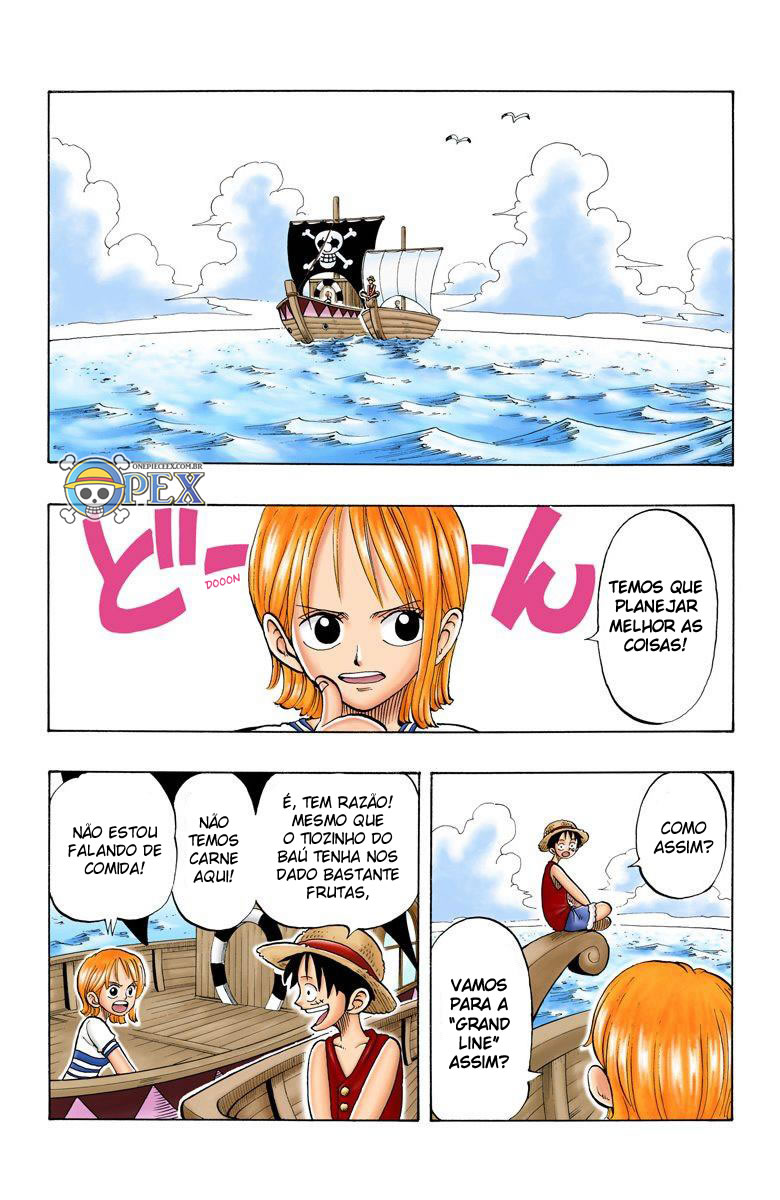 ONEPIECEEX.COM.BR
OPEX
どーーん
DOOON
TEMOS QUE
PLANEJAR
MELHOR AS
COISAS!
COMO
ASSIM?
VAMOS
PARA A
"GRAND
LINE"
ASSIM?
É, TEM RAZÃO!
MESMO QUE
O TIOZINHO DO
BAÚ TENHA NOS
DADO BASTANTE
FRUTAS,
NÃO
TEMOS
CARNE
AQUI!
NÃO ESTOU
FALANDO DE
COMIDA!